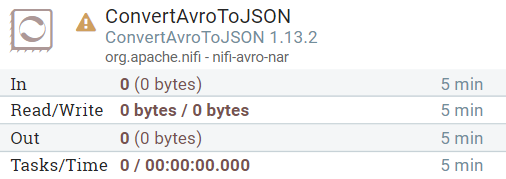 ConvertAvroToJSON
ConvertAvroToJSON 1.13.2
org.apache.nifi - nifi-avro-nar
In 0 (0 bytes) 5 min
Read/Write 0 bytes / 0 bytes 5 min
Out 0 (0 bytes) 5 min
Tasks/Time 0 / 00:00:00.000 5 min